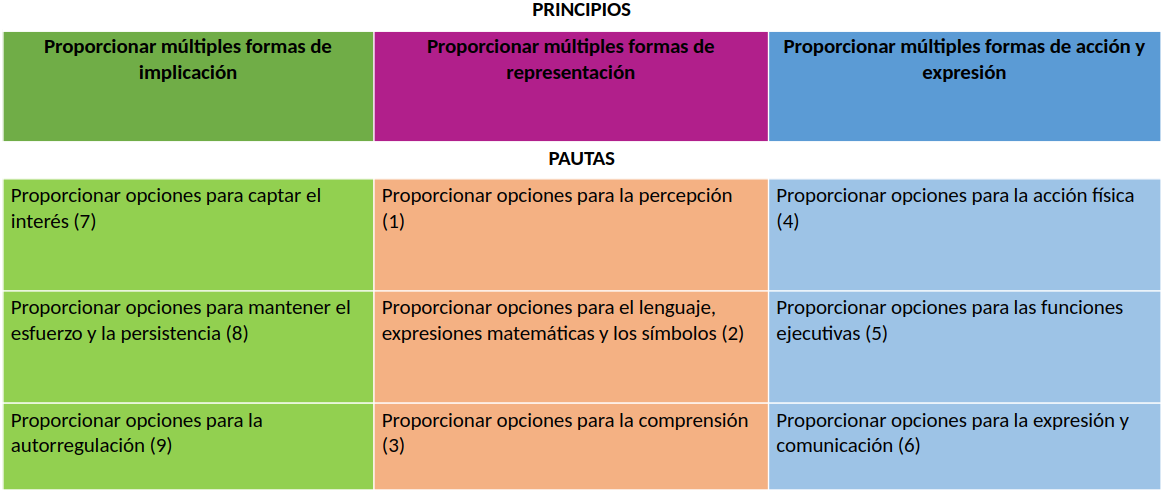 PRINCIPIOS
Proporcionar múltiples formas de
implicación
Proporcionar múltiples formas de
representación
Proporcionar múltiples formas de acción y
expresión
PAUTAS
Proporcionar opciones para captar el
interés (7)
Proporcionar opciones para la percepción
(1)
Proporcionar opciones para la acción física
(4)
Proporcionar opciones para mantener el
esfuerzo y la persistencia (8)
Proporcionar opciones para el lenguaje,
expresiones matemáticas y los símbolos (2)
Proporcionar opciones para las funciones
ejecutivas (5)
Proporcionar opciones para la
autorregulación (9)
Proporcionar opciones para la comprensión
(3)
Proporcionar opciones para la expresión y
comunicación (6)